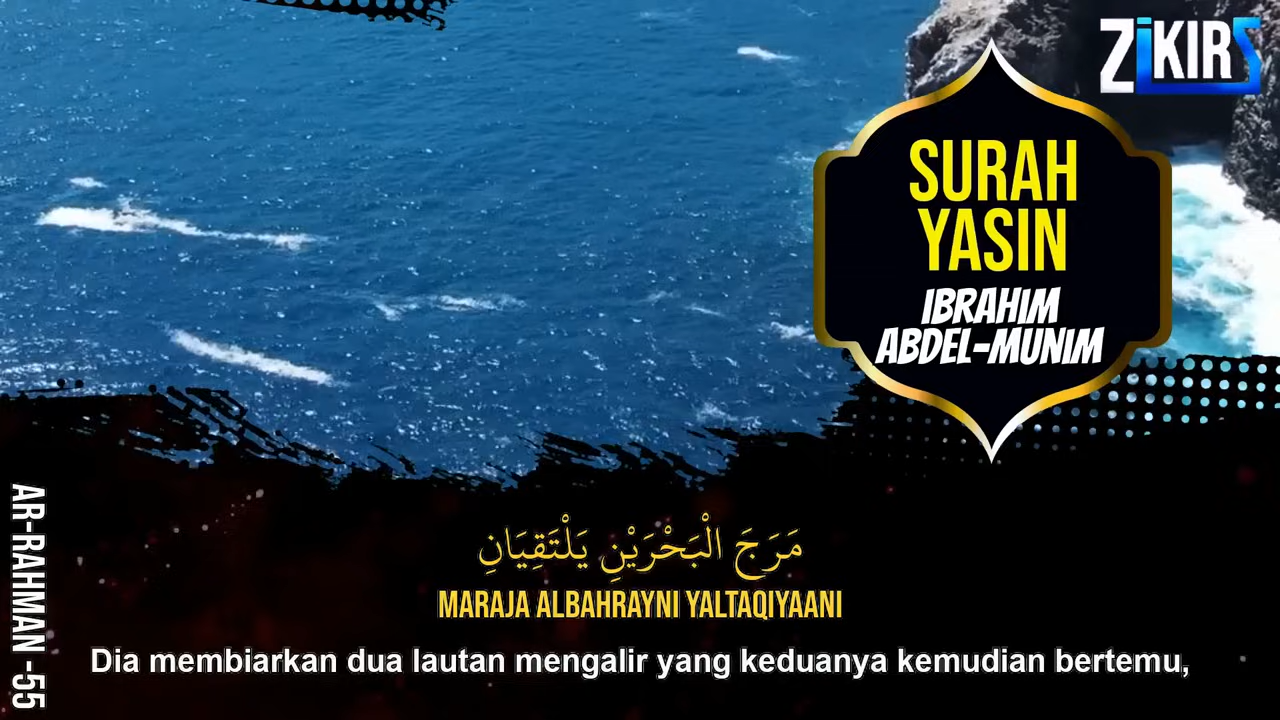 ZIKIRS
SURAH
YASIN
IBRAHIM
ABDEL-MUNIM
AR-RAHMAN -55
مَرَجَ الْبَحْرَيْنِ يَلْتَقِيَانِ
MARAJA ALBAHRAYNI YALTAQIYAANI
Dia membiarkan dua lautan mengalir yang keduanya kemudian bertemu,